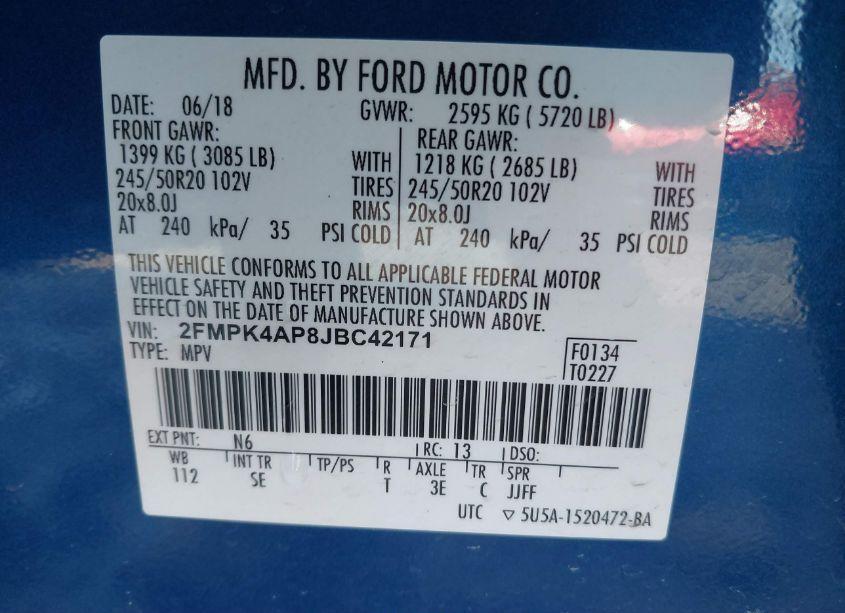 MFD. BY FORD MOTOR CO.
DATE: 06/18 GVWR: 2595 KG ( 5720 LB)
FRONT GAWR: REAR GAWR:
1399 KG ( 3085 LB) WITH 1218 KG ( 2685 LB) WITH
245/50R20 102V TIRES 245/50R20 102V TIRES
20x8.0J RIMS 20x8.0J RIMS
AT 240 kPa/ 35 PSI COLD AT 240 kPa/ 35 PSI COLD
THIS VEHICLE CONFORMS TO ALL APPLICABLE FEDERAL MOTOR
VEHICLE SAFETY AND THEFT PREVENTION STANDARDS IN
EFFECT ON THE DATE OF MANUFACTURE SHOWN ABOVE.
VIN: 2FMPK4AP8JBC42171
TYPE: MPV F0134
T0227
EXT PNT: N6 RC: 13 DSO:
WB INT TR TP/PS R AXLE TR SPR
112 SE T 3E C JJFF
UTC ▽ 5U5A-1520472-BA